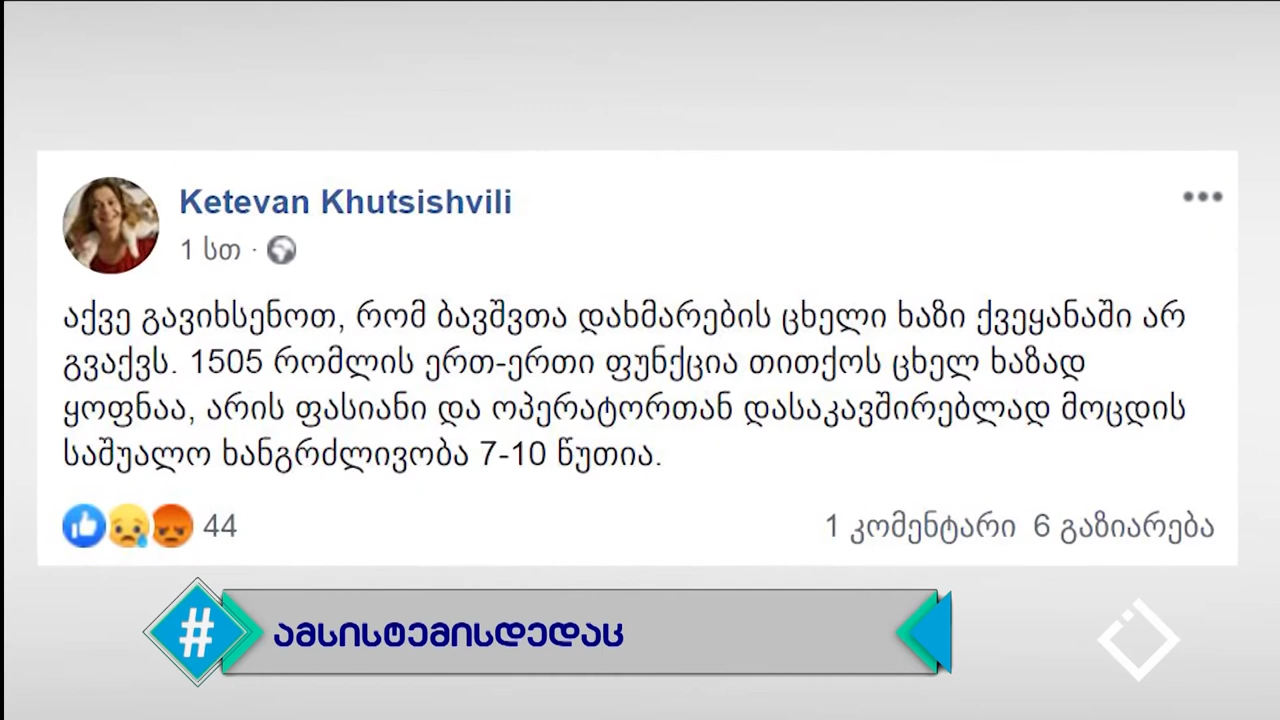 Ketevan Khutsishvili
1 სთ ·
აქვე გავიხსენოთ, რომ ბავშვთა დახმარების ცხელი ხაზი ქვეყანაში არ
გვაქვს. 1505 რომლის ერთ-ერთი ფუნქცია თითქოს ცხელ ხაზად
ყოფნაა, არის ფასიანი და ოპერატორთან დასაკავშირებლად მოცდის
საშუალო ხანგრძლივობა 7-10 წუთია.
44
1 კომენტარი 6 გაზიარება
# ამსისტემისდედაც